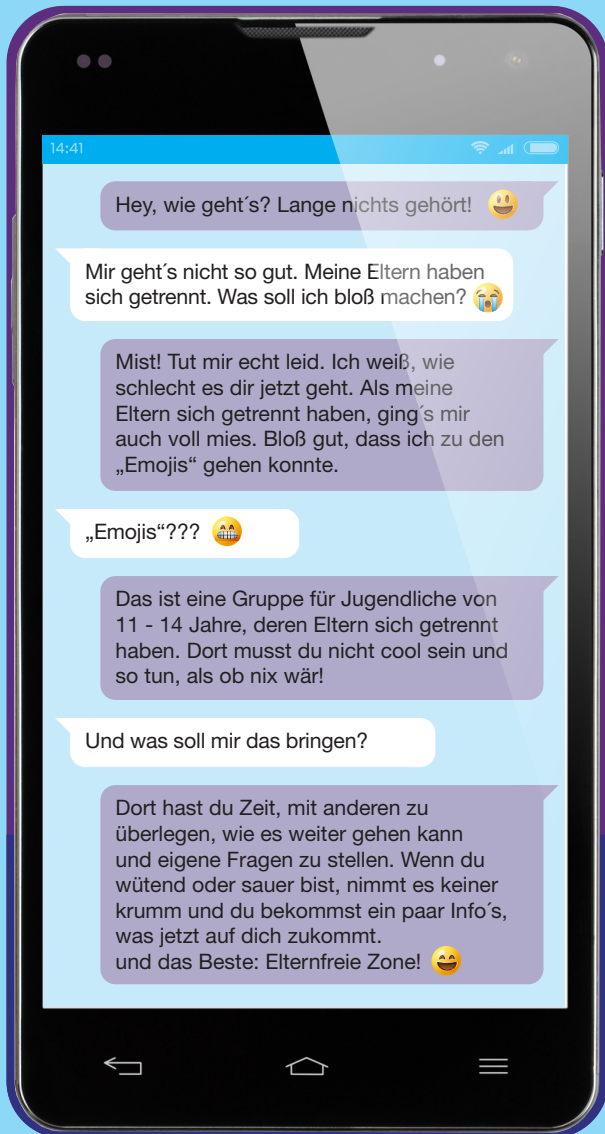 14:41
Hey, wie geht´s? Lange nichts gehört! 😃
Mir geht´s nicht so gut. Meine Eltern haben
sich getrennt. Was soll ich bloß machen? 😭
Mist! Tut mir echt leid. Ich weiß, wie
schlecht es dir jetzt geht. Als meine
Eltern sich getrennt haben, ging´s mir
auch voll mies. Bloß gut, dass ich zu den
„Emojis“ gehen konnte.
„Emojis“??? 😁
Das ist eine Gruppe für Jugendliche von
11 - 14 Jahre, deren Eltern sich getrennt
haben. Dort musst du nicht cool sein und
so tun, als ob nix wär!
Und was soll mir das bringen?
Dort hast du Zeit, mit anderen zu
überlegen, wie es weiter gehen kann
und eigene Fragen zu stellen. Wenn du
wütend oder sauer bist, nimmt es keiner
krumm und du bekommst ein paar Info´s,
was jetzt auf dich zukommt.
und das Beste: Elternfreie Zone! 😄